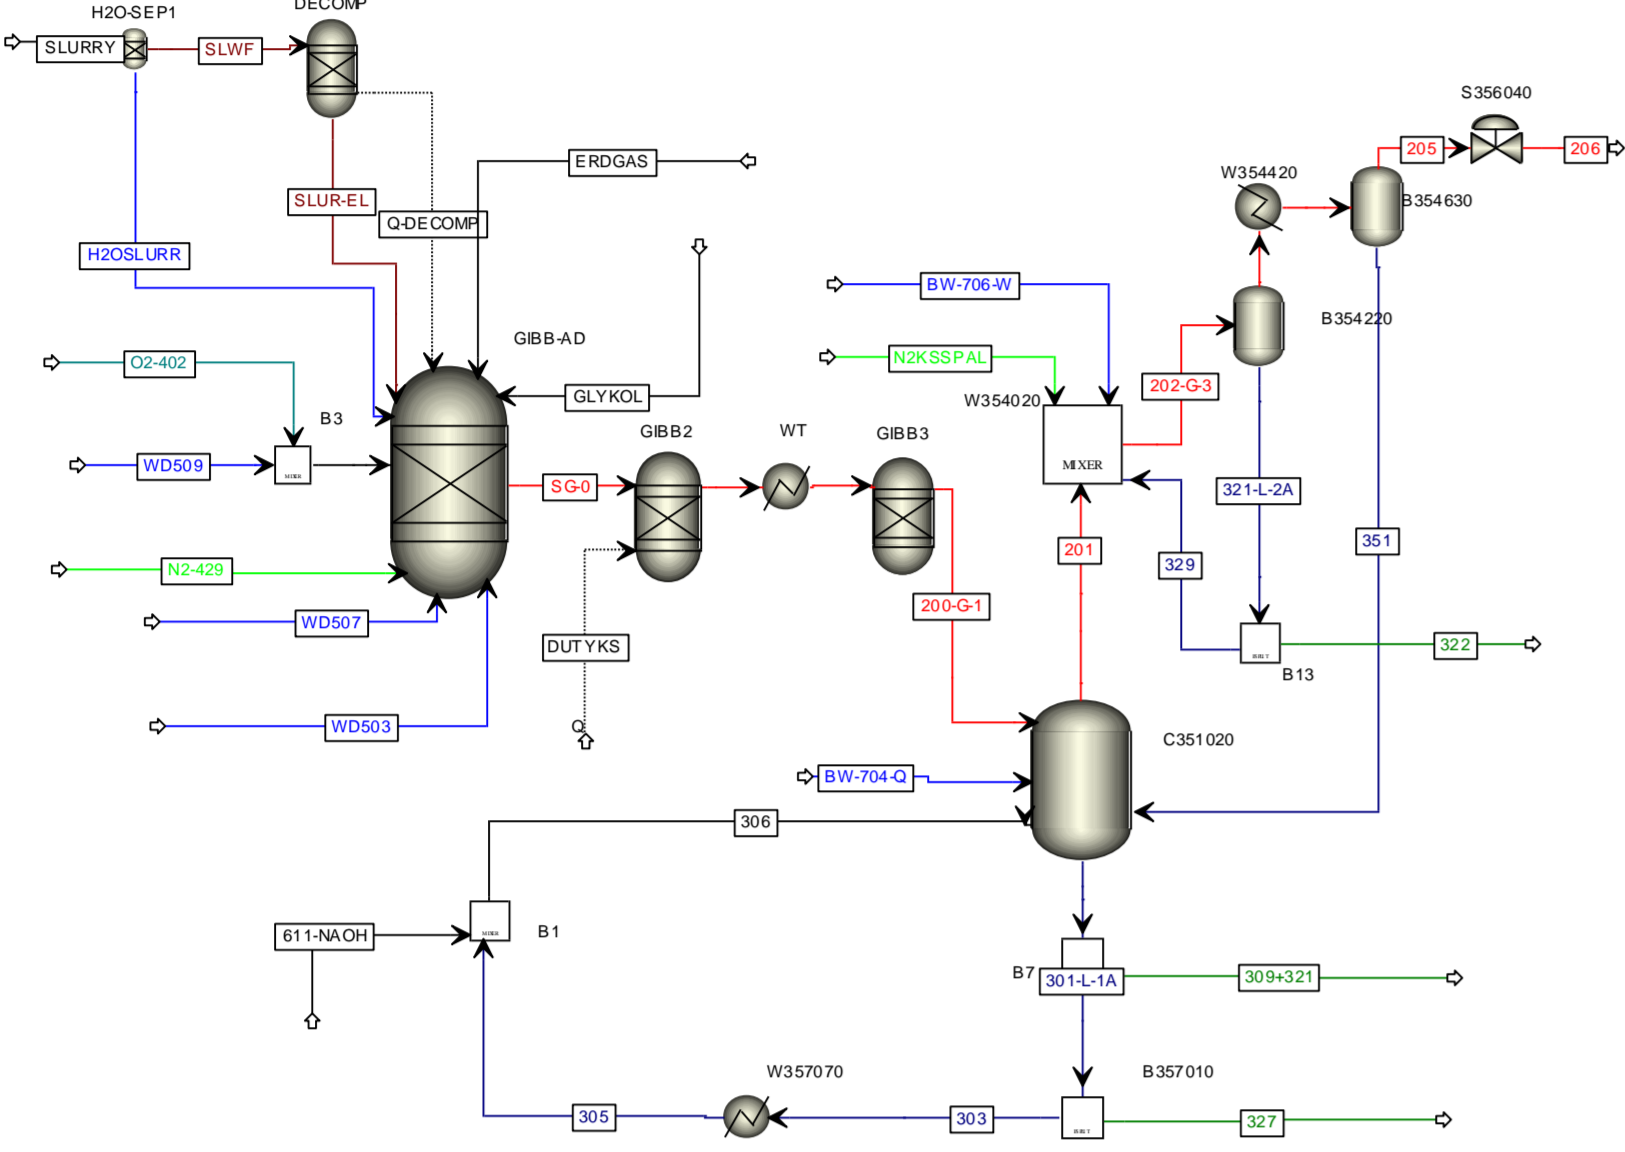 H2O-SEP1
DECOMP
SLURRY
SLWF
S356040
205
206
ERDGAS
W354420
B354630
SLUR-EL
Q-DECOMP
H2OSLURR
BW-706-W
B354220
GIBB-AD
O2-402
N2KSSPAL
202-G-3
GLYKOL
W354020
B3
GIBB2
WT
GIBB3
WD509
MIXER
MIXER
SG-0
321-L-2A
351
201
329
N2-429
200-G-1
WD507
DUTYKS
322
B13
WD503
Q
C351020
BW-704-Q
306
611-NAOH
MIXER
B1
B7
301-L-1A
309+321
W357070
B357010
305
303
327